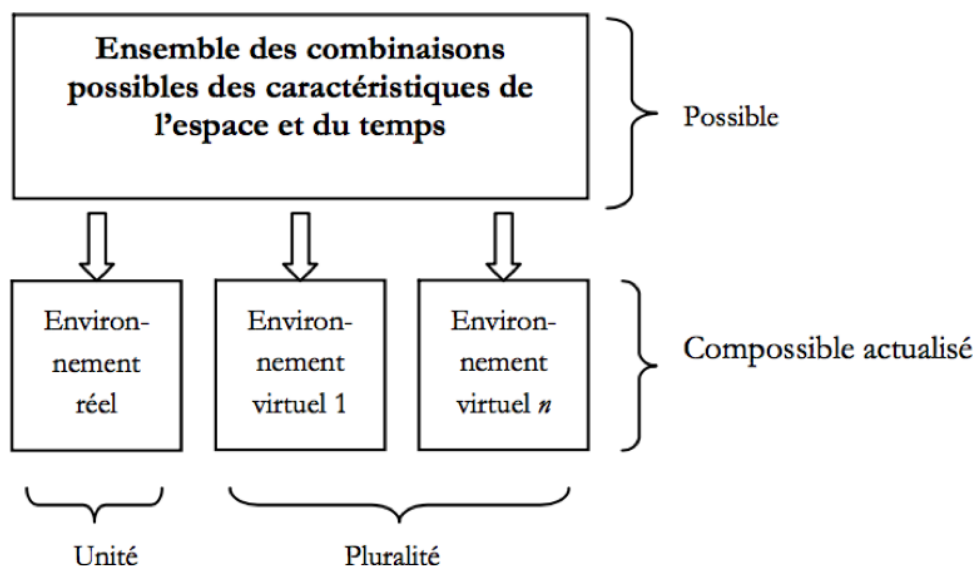 Ensemble des combinaisons
possibles des caractéristiques de
l'espace et du temps
Possible
Environ-
nement
réel
Environ-
nement
virtuel 1
Environ-
nement
virtuel n
Compossible actualisé
Unité
Pluralité